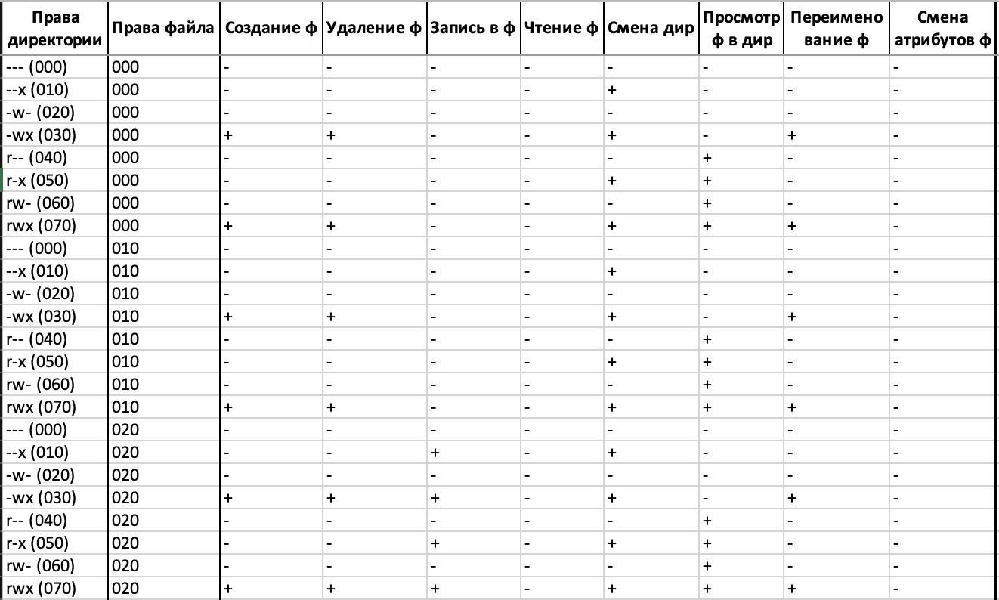 Права директории Права файла Создание ф Удаление ф Запись в ф Чтение ф Смена дир Просмотр ф в дир Переимено вание ф Смена атрибутов ф
--- (000) 000 - - - - - - - -
--x (010) 000 - - - - + - - -
-w- (020) 000 - - - - - - - -
-wx (030) 000 + + - - + - + -
r-- (040) 000 - - - - - + - -
r-x (050) 000 - - - - + + - -
rw- (060) 000 - - - - - + - -
rwx (070) 000 + + - - + + + -
--- (000) 010 - - - - - - - -
--x (010) 010 - - - - + - - -
-w- (020) 010 - - - - - - - -
-wx (030) 010 + + - - + - + -
r-- (040) 010 - - - - - + - -
r-x (050) 010 - - - - + + - -
rw- (060) 010 - - - - - + - -
rwx (070) 010 + + - - + + + -
--- (000) 020 - - - - - - - -
--x (010) 020 - - + - + - - -
-w- (020) 020 - - - - - - - -
-wx (030) 020 + + + - + - + -
r-- (040) 020 - - - - - + - -
r-x (050) 020 - - + - + + - -
rw- (060) 020 - - - - - + - -
rwx (070) 020 + + + - + + + -